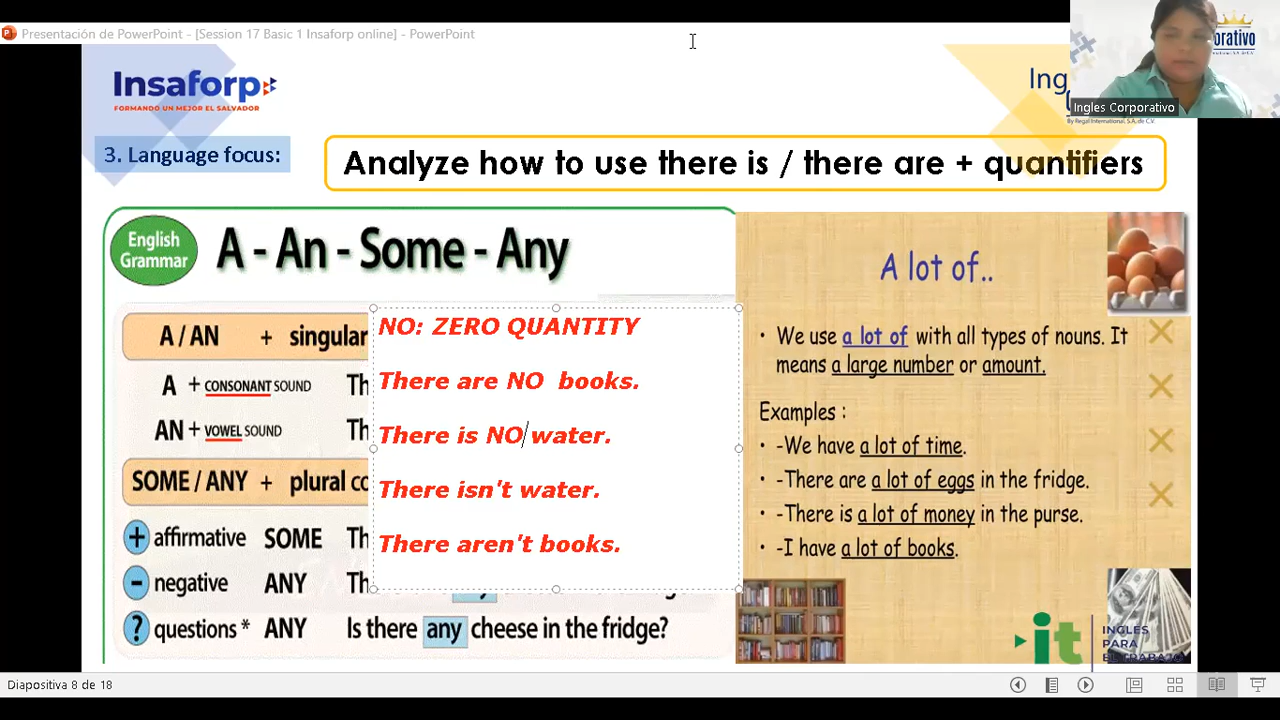 Presentación de PowerPoint - [Session 17 Basic 1 Insaforp online] - PowerPoint
Insaforp
FORMANDO UN MEJOR EL SALVADOR
orativo
Ingles Corporativo
3. Language focus:
Analyze how to use there is / there are + quantifiers
English
Grammar
A - An - Some - Any
A / AN + singular
A + CONSONANT SOUND Th
AN + VOWEL SOUND Th
SOME / ANY + plural co
+ affirmative SOME Th
- negative ANY Th
? questions * ANY Is there any cheese in the fridge?
NO: ZERO QUANTITY
There are NO books.
There is NO water.
There isn't water.
There aren't books.
A lot of..
• We use a lot of with all types of nouns. It
means a large number or amount.
Examples :
• -We have a lot of time.
• -There are a lot of eggs in the fridge.
• -There is a lot of money in the purse.
• -I have a lot of books.
it
INGLES
PARA
EL TRABAJO
Diapositiva 8 de 18